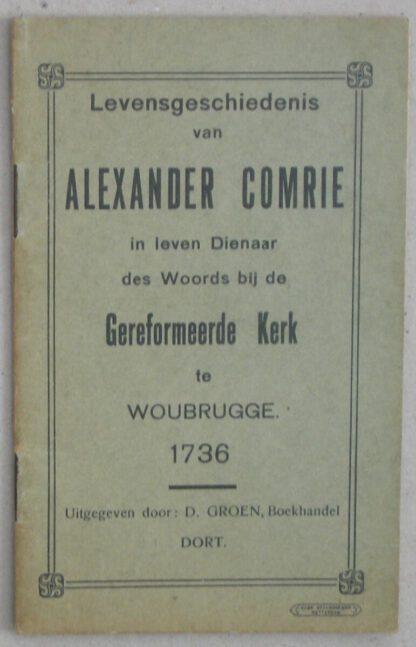 Levensgeschiedenis
van
ALEXANDER COMRIE
in leven Dienaar
des Woords bij de
Gereformeerde Kerk
te
WOUBRUGGE.
1736
Uitgegeven door: D. GROEN, Boekhandel
DORT.